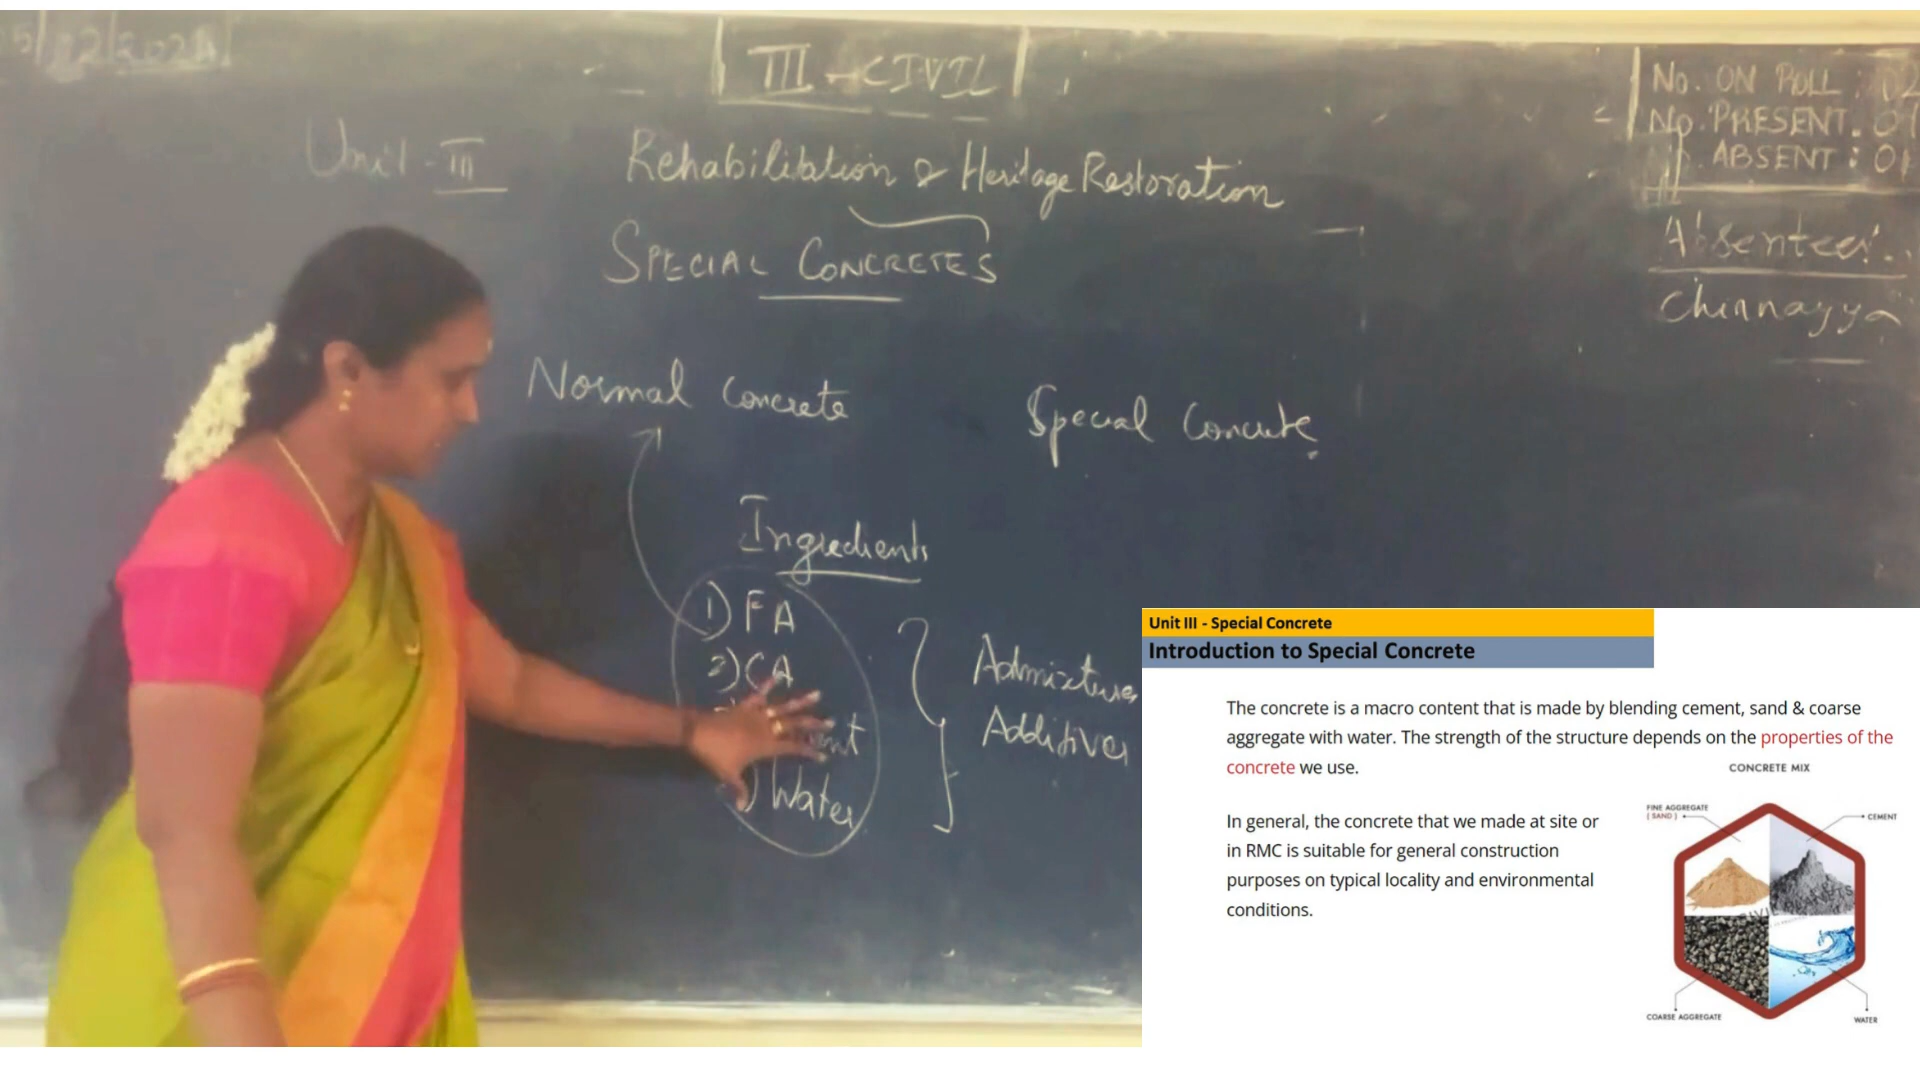 III - CIVIL
No. ON ROLL : 02
No. PRESENT : 01
ABSENT : 01
Absentees:
Chinnayya
Unit - III
Rehabilitation & Heritage Restoration
SPECIAL CONCRETES
Normal Concrete
Special Concrete
Ingredients
1) FA
2) CA
Water
Admixtures
Additives
Unit III - Special Concrete
Introduction to Special Concrete
The concrete is a macro content that is made by blending cement, sand & coarse
aggregate with water. The strength of the structure depends on the properties of the
concrete we use.
In general, the concrete that we made at site or
in RMC is suitable for general construction
purposes on typical locality and environmental
conditions.
CONCRETE MIX
FINE AGGREGATE
( SAND )
CEMENT
COARSE AGGREGATE
WATER